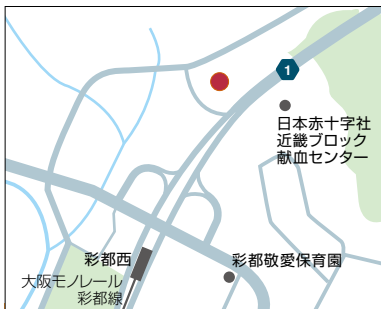 1
日本赤十字社
近畿ブロック
献血センター
彩都西
大阪モノレール
彩都線
彩都敬愛保育園